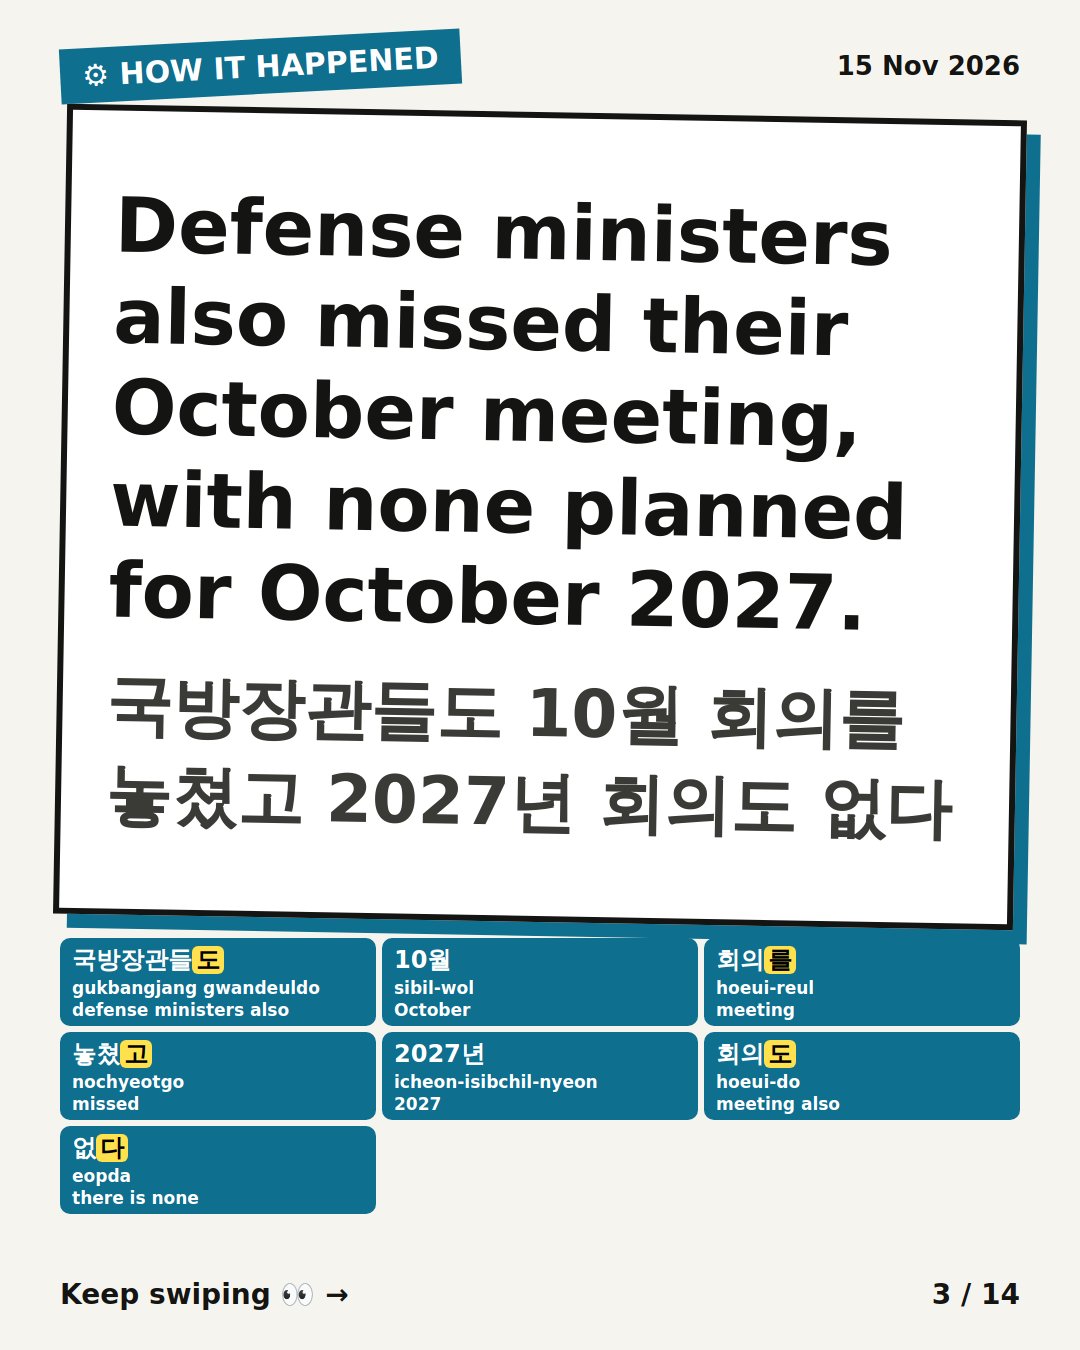 ⚙ HOW IT HAPPENED
15 Nov 2026
Defense ministers
also missed their
October meeting,
with none planned
for October 2027.
국방장관들도 10월 회의를
놓쳤고 2027년 회의도 없다
국방장관들도
gukbangjang gwandeuldo
defense ministers also
10월
sibil-wol
October
회의를
hoeui-reul
meeting
놓쳤고
nochyeotgo
missed
2027년
icheon-isibchil-nyeon
2027
회의도
hoeui-do
meeting also
없다
eopda
there is none
Keep swiping 👀 →
3 / 14